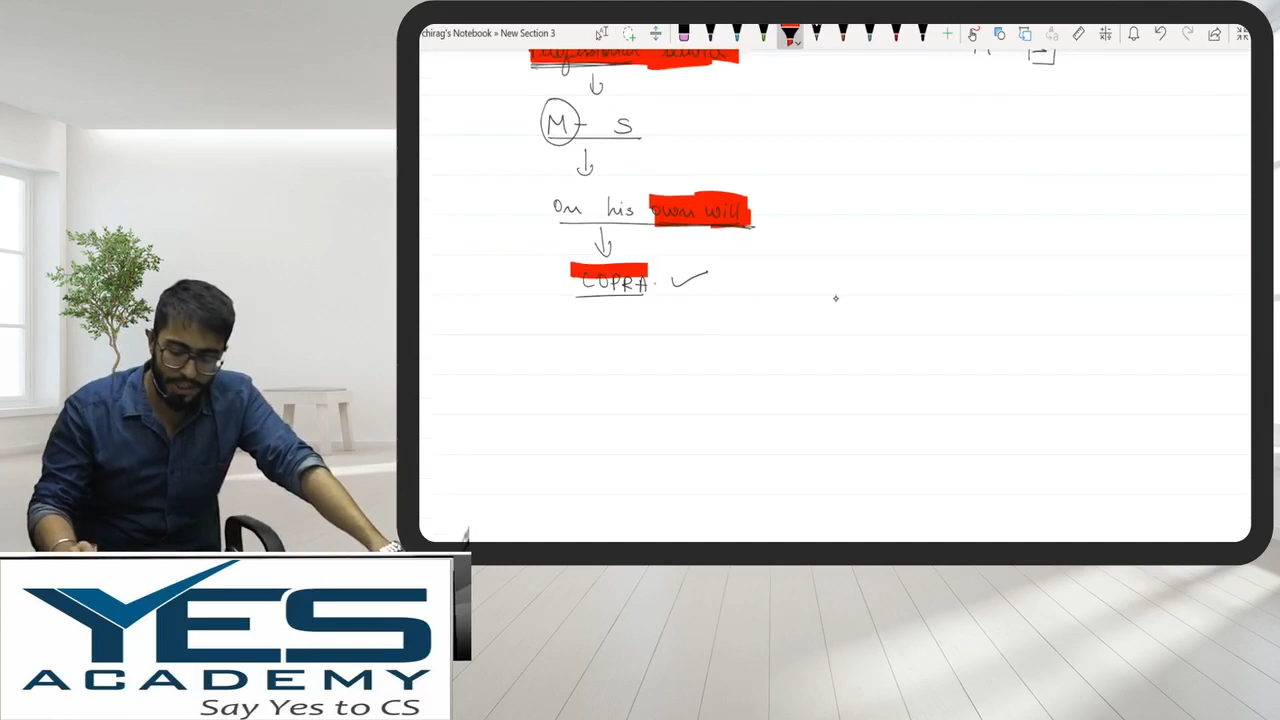 chirag's Notebook » New Section 3
M - S
On his own will
COPRA.
YES
ACADEMY
Say Yes to CS